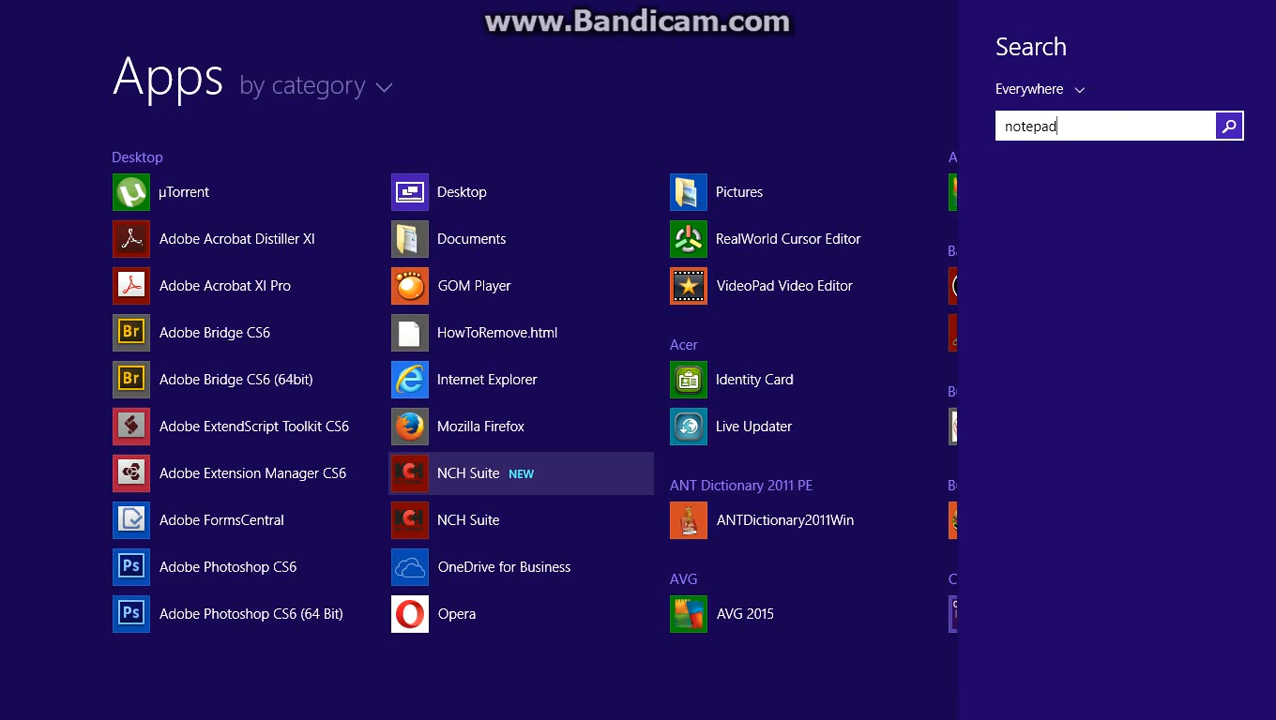 www.Bandicam.com
Apps by category
Desktop
µTorrent
Adobe Acrobat Distiller XI
Adobe Acrobat XI Pro
Br Adobe Bridge CS6
Br Adobe Bridge CS6 (64bit)
Adobe ExtendScript Toolkit CS6
Adobe Extension Manager CS6
Adobe FormsCentral
Ps Adobe Photoshop CS6
Ps Adobe Photoshop CS6 (64 Bit)
Desktop
Documents
GOM Player
HowToRemove.html
Internet Explorer
Mozilla Firefox
NCH Suite NEW
NCH Suite
OneDrive for Business
Opera
Pictures
RealWorld Cursor Editor
VideoPad Video Editor
Acer
Identity Card
Live Updater
ANT Dictionary 2011 PE
ANTDictionary2011Win
AVG
AVG 2015
Search
Everywhere
notepad